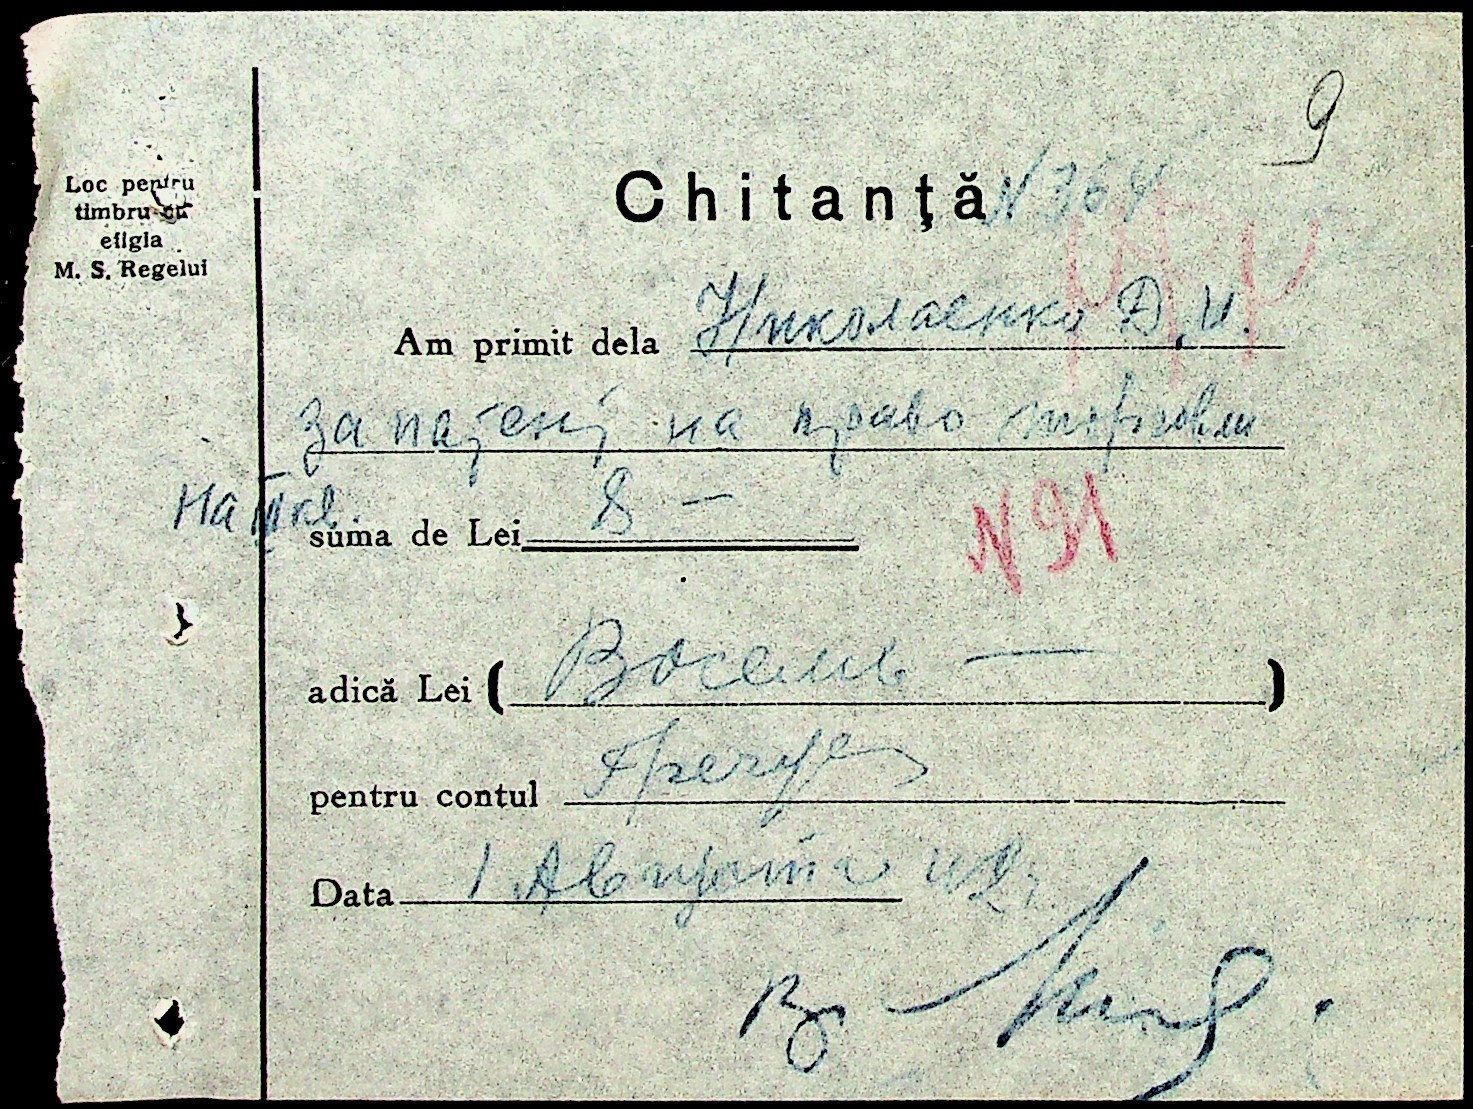 9
Loc pentru
timbru cu
efigia
M. S. Regelui
Chitanţă N 364
Am primit dela Николаенко Д. И.
за патент на право торговли
на
suma de Lei 8 —
N 91
adică Lei ( Восемь — )
pentru contul
Data 1 Августа 42 г.